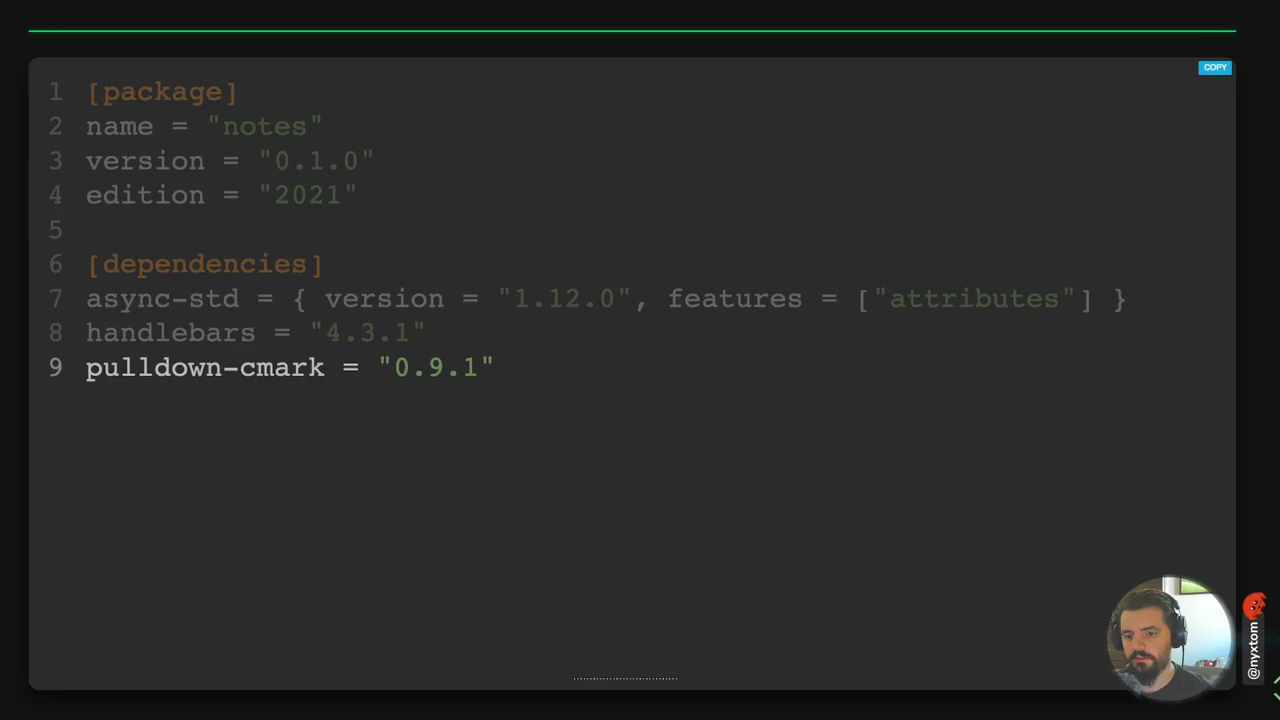 COPY
1 [package]
2 name = "notes"
3 version = "0.1.0"
4 edition = "2021"
5
6 [dependencies]
7 async-std = { version = "1.12.0", features = ["attributes"] }
8 handlebars = "4.3.1"
9 pulldown-cmark = "0.9.1"
@nyxtom